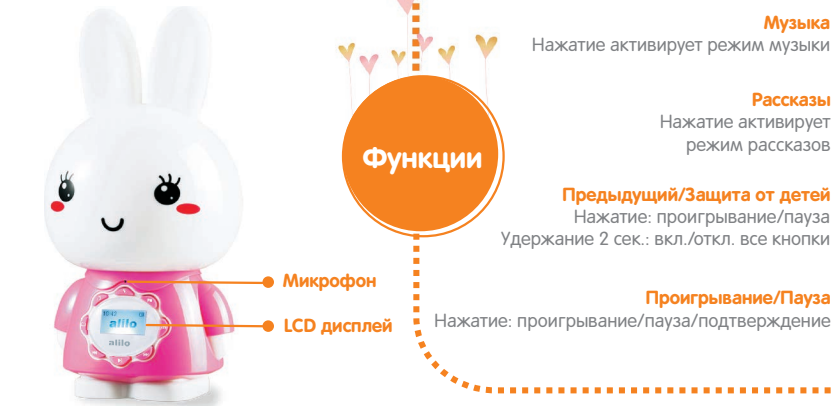 Музыка
Нажатие активирует режим музыки
Рассказы
Нажатие активирует
режим рассказов
Функции
Предыдущий/Защита от детей
Нажатие: проигрывание/пауза
Удержание 2 сек.: вкл./откл. все кнопки
Микрофон
LCD дисплей
Проигрывание/Пауза
Нажатие: проигрывание/пауза/подтверждение
alilo
alilo